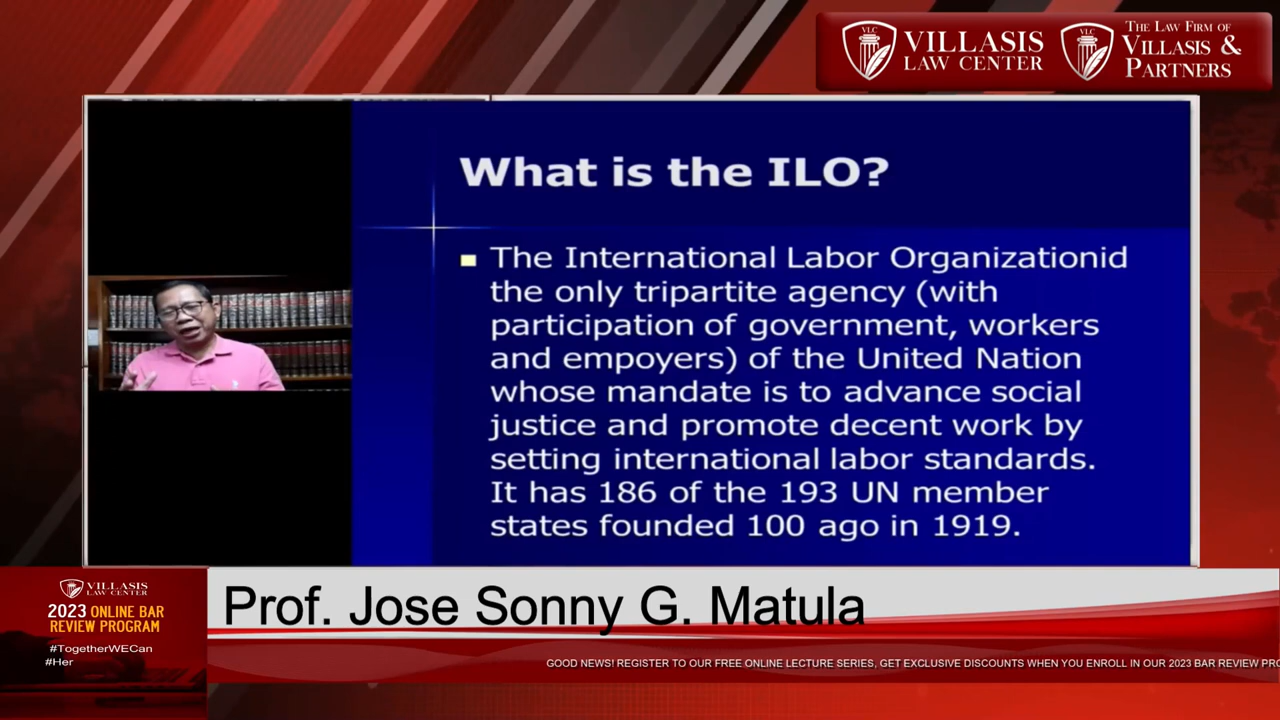 VLC
VILLASIS
LAW CENTER
VLC
THE LAW FIRM OF
VILLASIS &
PARTNERS
What is the ILO?
The International Labor Organizationid
the only tripartite agency (with
participation of government, workers
and empoyers) of the United Nation
whose mandate is to advance social
justice and promote decent work by
setting international labor standards.
It has 186 of the 193 UN member
states founded 100 ago in 1919.
VILLASIS
LAW CENTER
2023 ONLINE BAR
REVIEW PROGRAM
#TogetherWECan
#Her
Prof. Jose Sonny G. Matula
GOOD NEWS! REGISTER TO OUR FREE ONLINE LECTURE SERIES, GET EXCLUSIVE DISCOUNTS WHEN YOU ENROLL IN OUR 2023 BAR REVIEW PRO